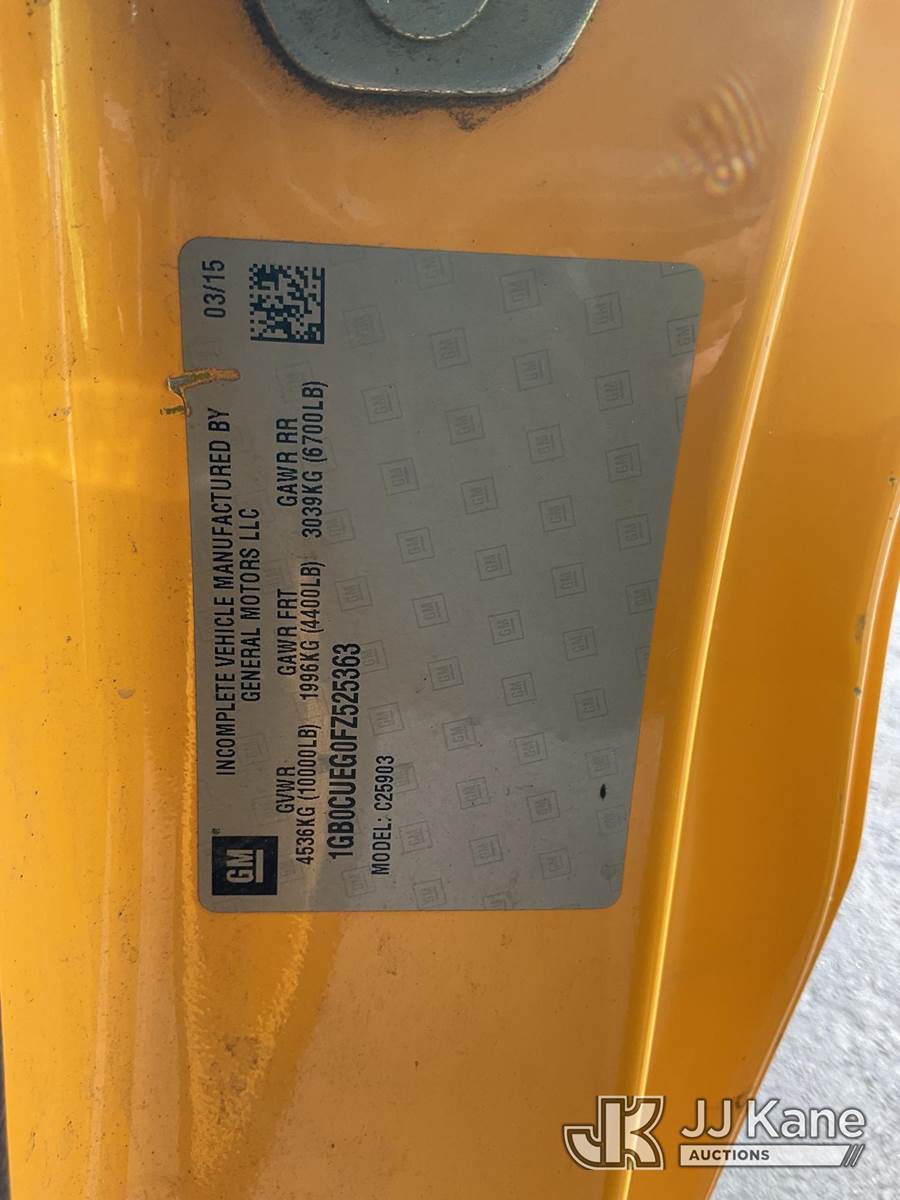 03/15
INCOMPLETE VEHICLE MANUFACTURED BY
GENERAL MOTORS LLC
GM
GVWR GAWR FRT GAWR RR
4536KG (10000LB) 1996KG (4400LB) 3039KG (6700LB)
1GB0CUEG0FZ525363
MODEL: C25903
JK JJ Kane
AUCTIONS